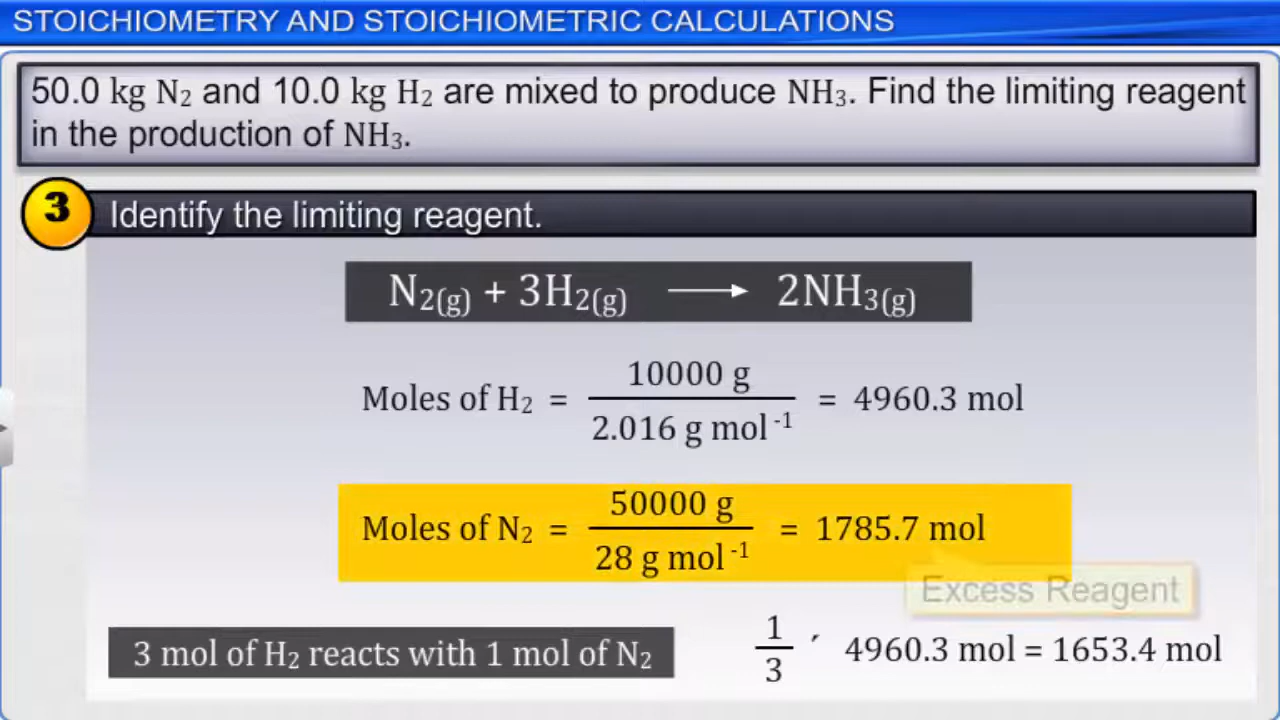 STOICHIOMETRY AND STOICHIOMETRIC CALCULATIONS
50.0 kg N₂ and 10.0 kg H₂ are mixed to produce NH₃. Find the limiting reagent
in the production of NH₃.
3 Identify the limiting reagent.
N₂(g) + 3H₂(g) ⟶ 2NH₃(g)
Moles of H₂ = 10000 g / 2.016 g mol⁻¹ = 4960.3 mol
Moles of N₂ = 50000 g / 28 g mol⁻¹ = 1785.7 mol
Excess Reagent
3 mol of H₂ reacts with 1 mol of N₂
1/3 ´ 4960.3 mol = 1653.4 mol